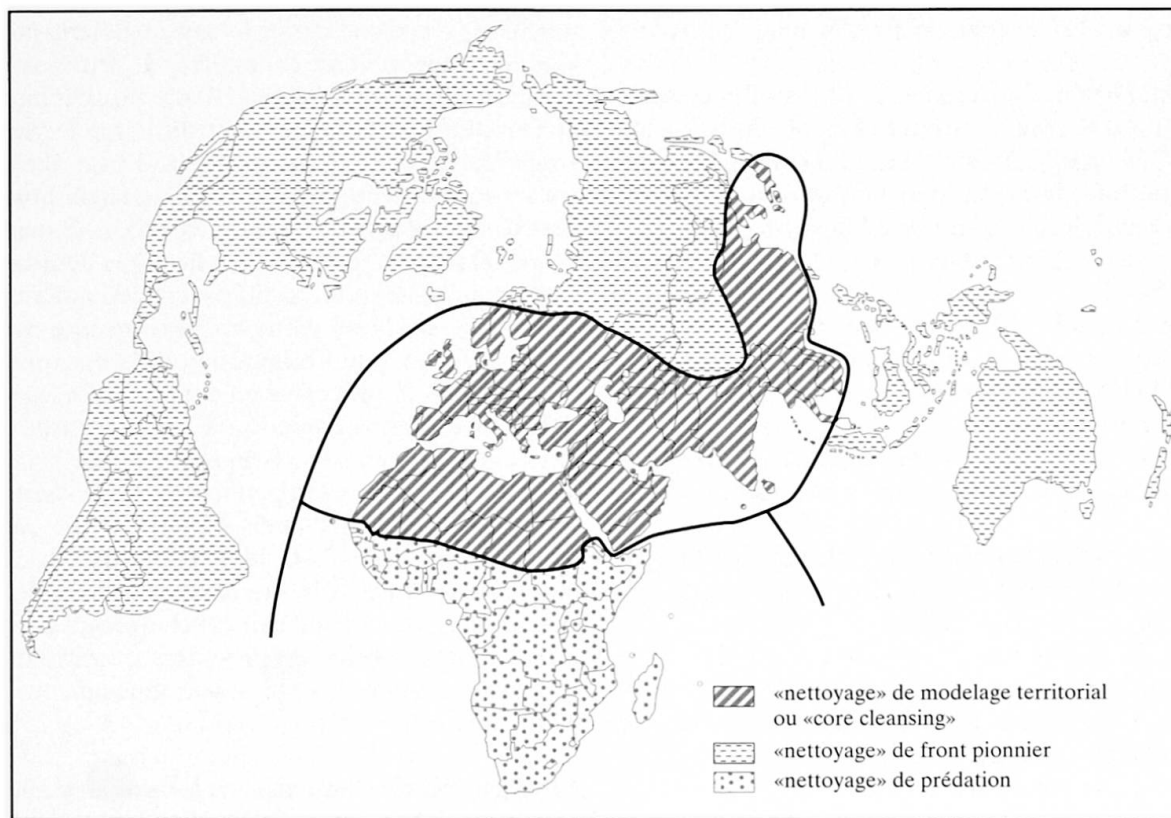 «nettoyage» de modelage territorial
ou «core cleansing»
«nettoyage» de front pionnier
«nettoyage» de prédation